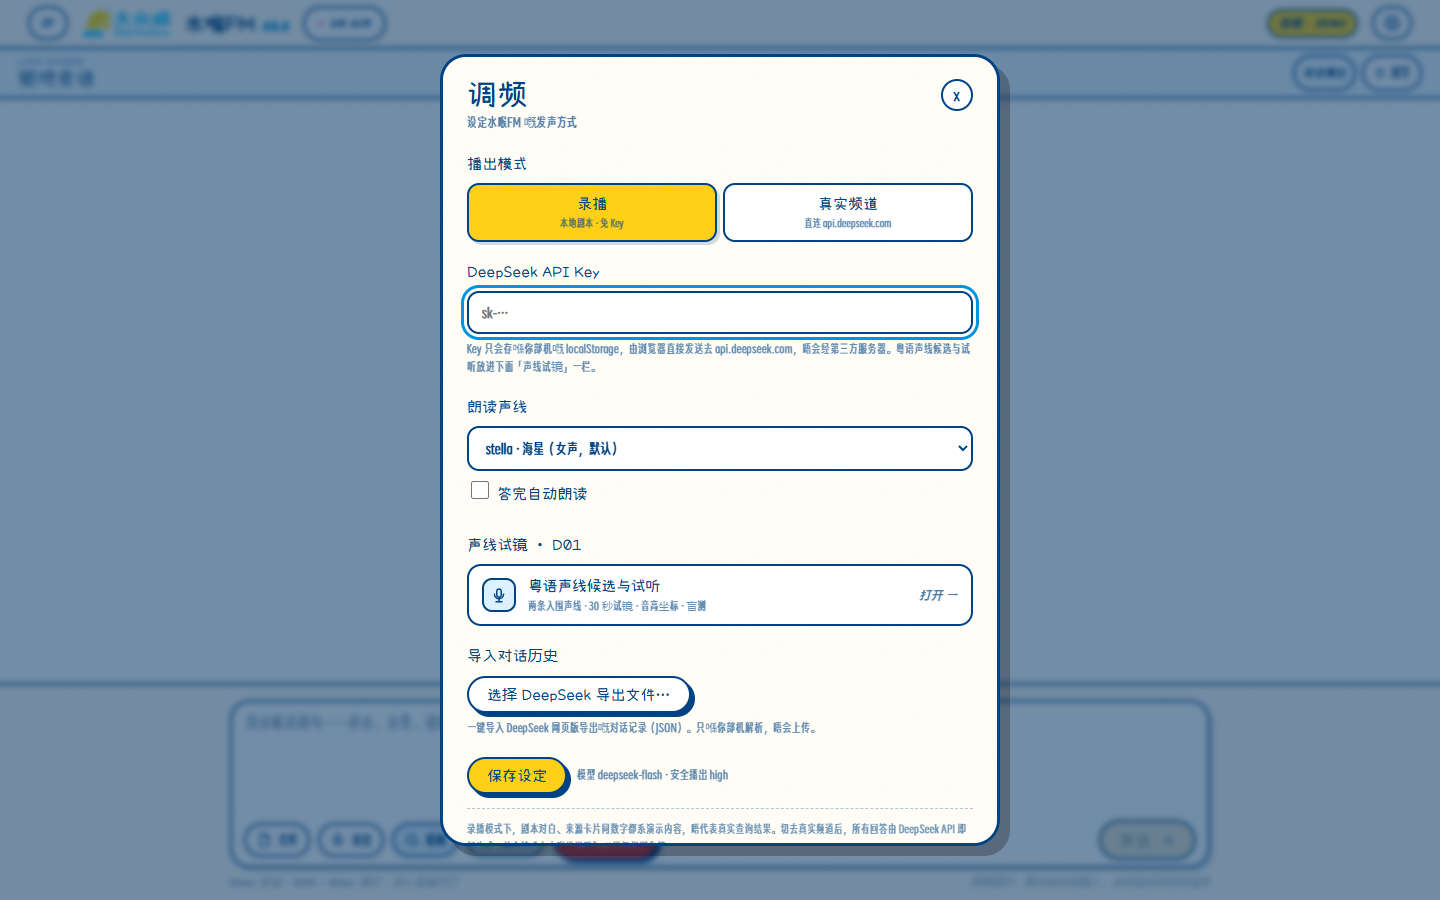 水喉FM
调频
X
设定水喉FM 嘅发声方式
播出模式
录播
本地剧本 · 免 Key
真实频道
直连 api.deepseek.com
DeepSeek API Key
sk-···
Key 只会存喺你部机嘅 localStorage，由浏览器直接发送去 api.deepseek.com，唔会经第三方服务器。粤语声线候选与试
听放进下面「声线试镜」一栏。
朗读声线
stella · 海星（女声，默认）
答完自动朗读
声线试镜 · D01
粤语声线候选与试听
两条入围声线 · 30 秒试镜 · 音高坐标 · 盲测
打开 →
导入对话历史
选择 DeepSeek 导出文件···
一键导入 DeepSeek 网页版导出嘅对话记录（JSON）。只喺你部机解析，唔会上传。
保存设定
模型 deepseek-flash · 安全播出 high
录播模式下，剧本对白、来源卡片同数字都系演示内容，唔代表真实查询结果。切去真实频道后，所有回答由 DeepSeek API 即